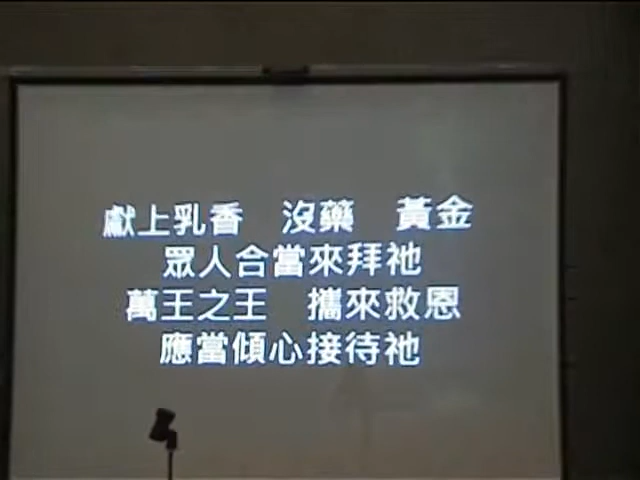 獻上乳香　沒藥　黃金
眾人合當來拜祂
萬王之王　攜來救恩
應當傾心接待祂